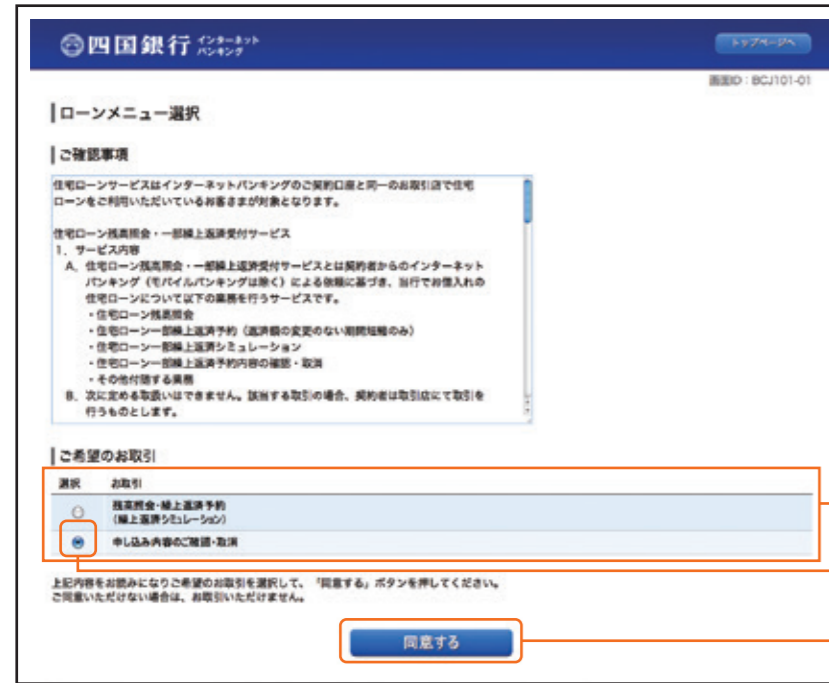 四国銀行 インターネット
バンキング
トップページへ
画面ID：BCJ101-01
ローンメニュー選択
ご確認事項
住宅ローンサービスはインターネットバンキングのご契約口座と同一のお取引店で住宅
ローンをご利用いただいているお客さまが対象となります。
住宅ローン残高照会・一部繰上返済受付サービス
1．サービス内容
A．住宅ローン残高照会・一部繰上返済受付サービスとは契約者からのインターネット
バンキング（モバイルバンキングは除く）による依頼に基づき、当行でお借入れの
住宅ローンについて以下の業務を行うサービスです。
・住宅ローン残高照会
・住宅ローン一部繰上返済予約（返済額の変更のない期間短縮のみ）
・住宅ローン一部繰上返済シミュレーション
・住宅ローン一部繰上返済予約内容の確認・取消
・その他付随する業務
B．次に定める取扱いはできません。該当する取引の場合、契約者は取引店にて取引を
行うものとします。
ご希望のお取引
選択 お取引
残高照会・繰上返済予約
（繰上返済シミュレーション）
申し込み内容のご確認・取消
上記内容をお読みになりご希望のお取引を選択して、「同意する」ボタンを押してください。
ご同意いただけない場合は、お取引いただけません。
同意する